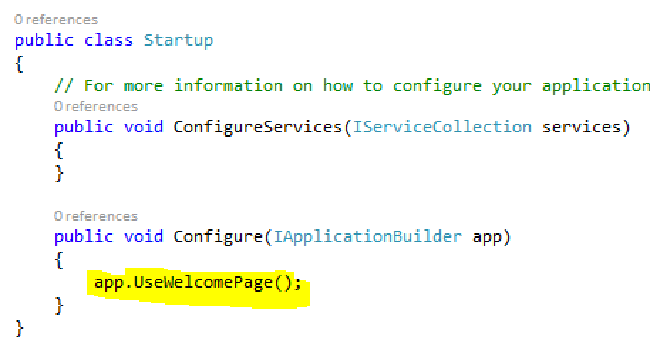 0 references
public class Startup
{
// For more information on how to configure your application
0 references
public void ConfigureServices(IServiceCollection services)
{
}
0 references
public void Configure(IApplicationBuilder app)
{
app.UseWelcomePage();
}
}